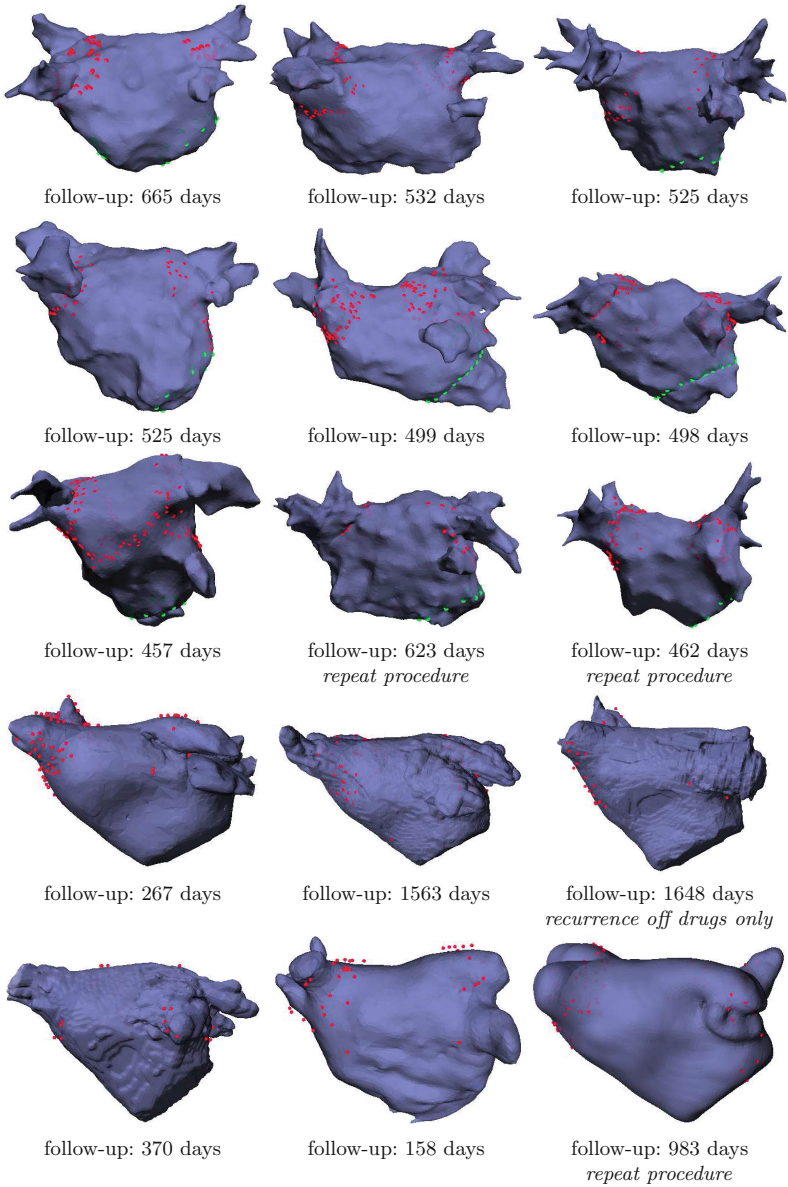 follow-up: 665 days
follow-up: 532 days
follow-up: 525 days
follow-up: 525 days
follow-up: 499 days
follow-up: 498 days
follow-up: 457 days
follow-up: 623 days
repeat procedure
follow-up: 462 days
repeat procedure
follow-up: 267 days
follow-up: 1563 days
follow-up: 1648 days
recurrence off drugs only
follow-up: 370 days
follow-up: 158 days
follow-up: 983 days
repeat procedure